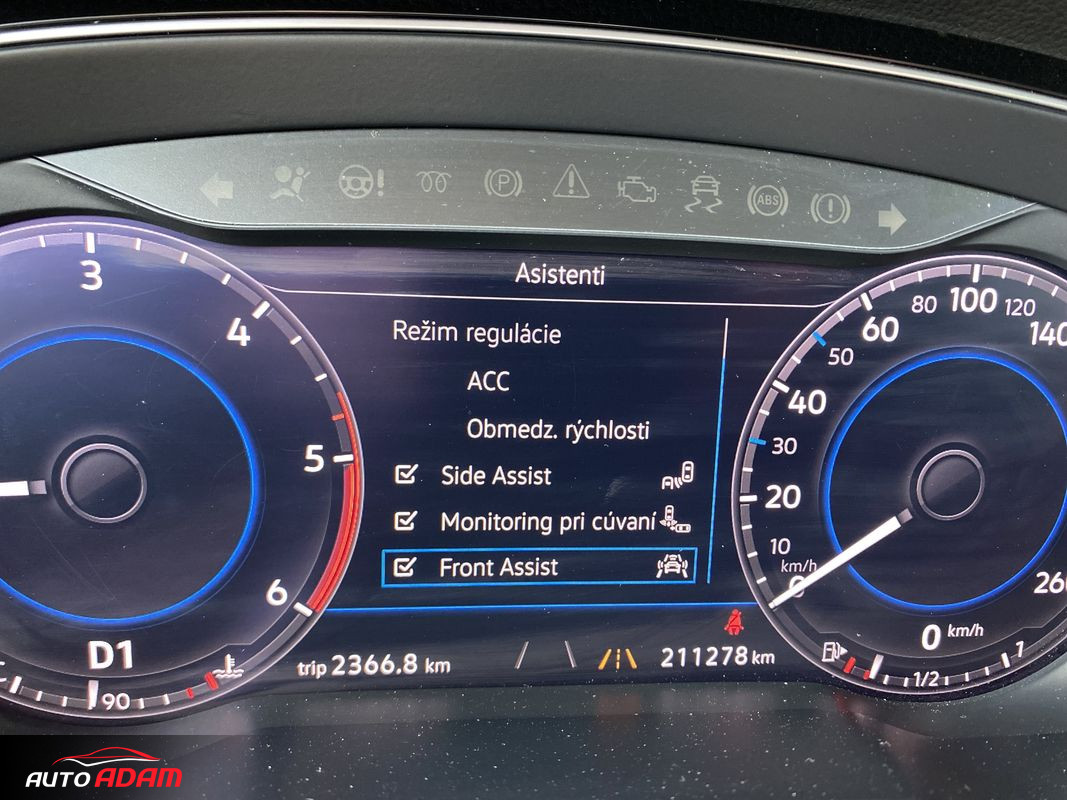 P
ABS
Asistenti
Režim regulácie
ACC
Obmedz. rýchlosti
Side Assist
Monitoring pri cúvaní
Front Assist
3
4
5
6
D1
90
trip 2366.8 km
211278 km
10
20
30
40
50
60
80
100
120
140
260
km/h
0
0 km/h
1/2
1
AUTO ADAM